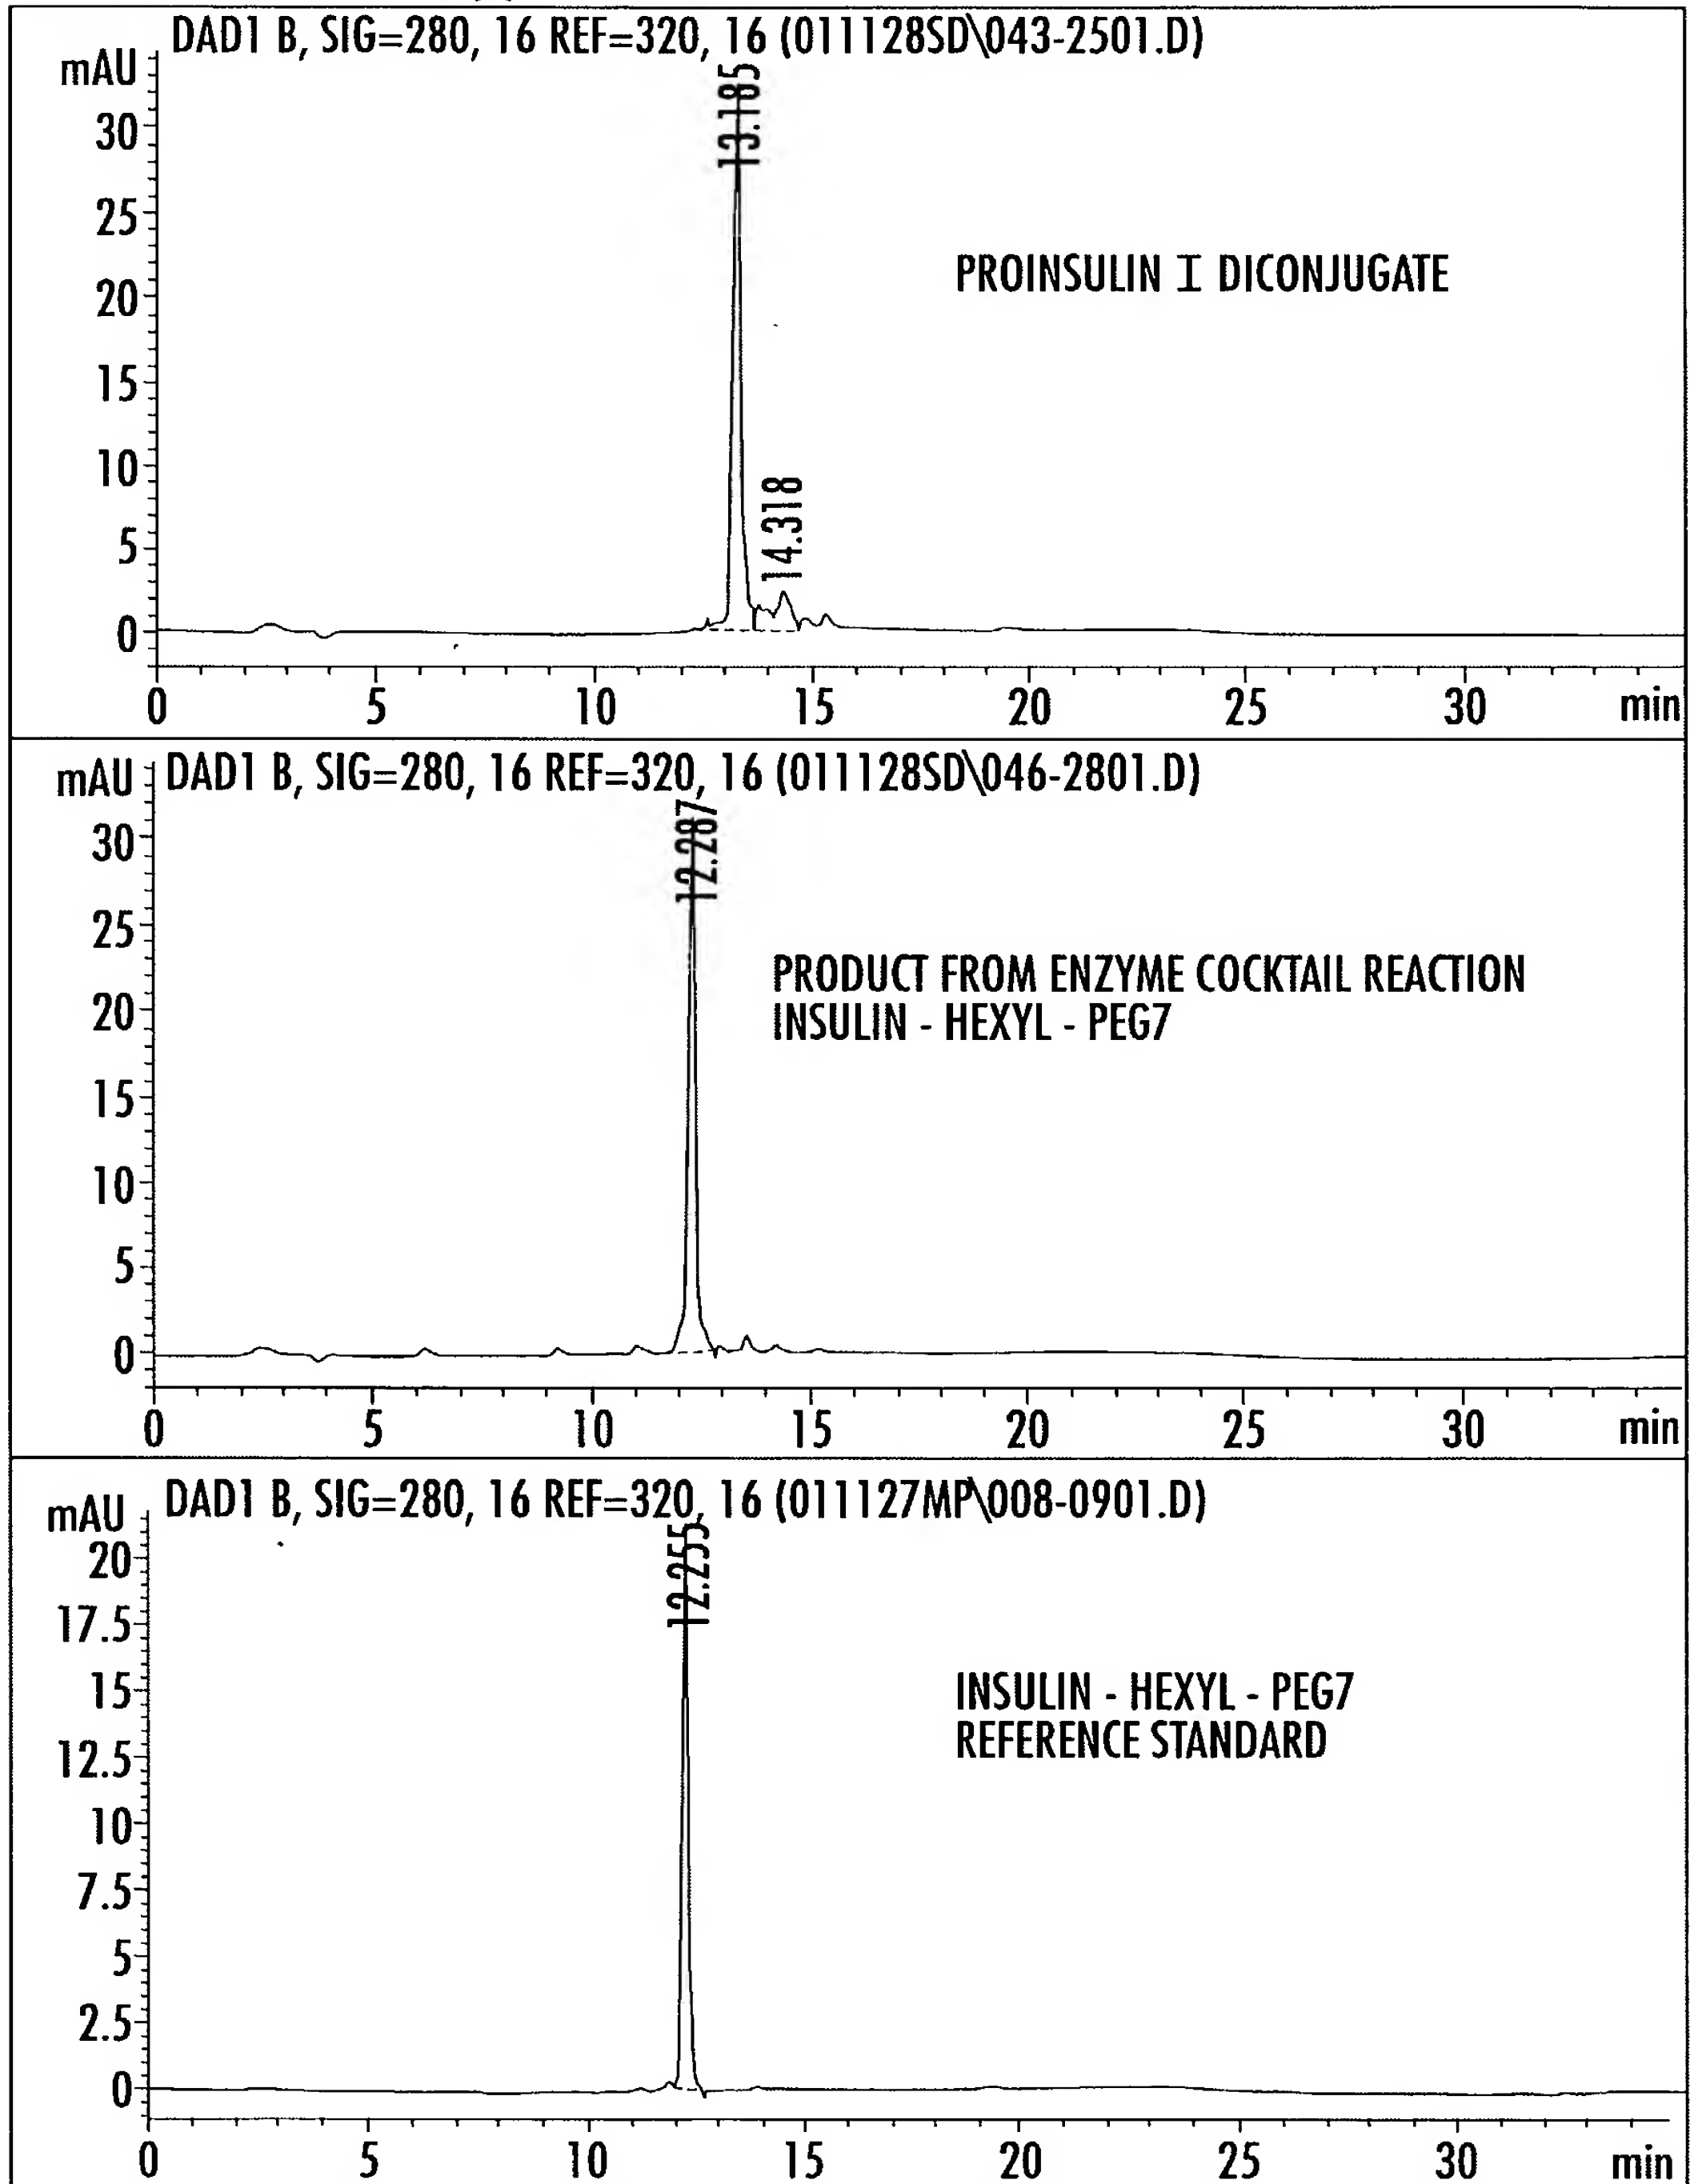 DAD1 B, SIG=280, 16 REF=320, 16 (011128SD\043-2501.D)
mAU
13.185
30
25
PROINSULIN I DICONJUGATE
20
15
10
14.318
5
0
0 5 10 15 20 25 30 min
mAU DAD1 B, SIG=280, 16 REF=320, 16 (011128SD\046-2801.D)
12.287
30
25
PRODUCT FROM ENZYME COCKTAIL REACTION
20
INSULIN - HEXYL - PEG7
15
10
5
0
0 5 10 15 20 25 30 min
mAU DAD1 B, SIG=280, 16 REF=320, 16 (011127MP\008-0901.D)
12.255
20
17.5
15
INSULIN - HEXYL - PEG7
REFERENCE STANDARD
12.5
10
7.5
5
2.5
0
0 5 10 15 20 25 30 min